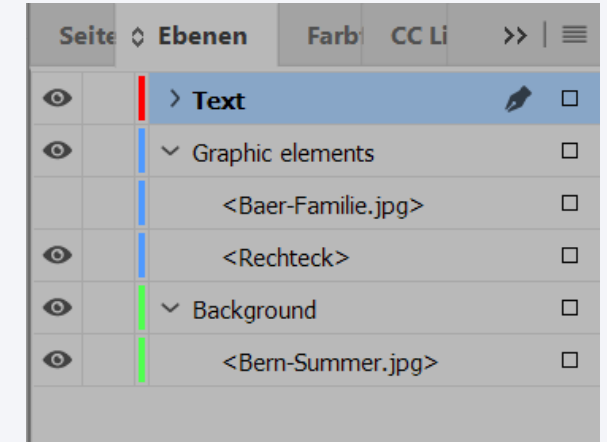 Seite Ebenen Farb CC Li >>
Text
Graphic elements
<Baer-Familie.jpg>
<Rechteck>
Background
<Bern-Summer.jpg>